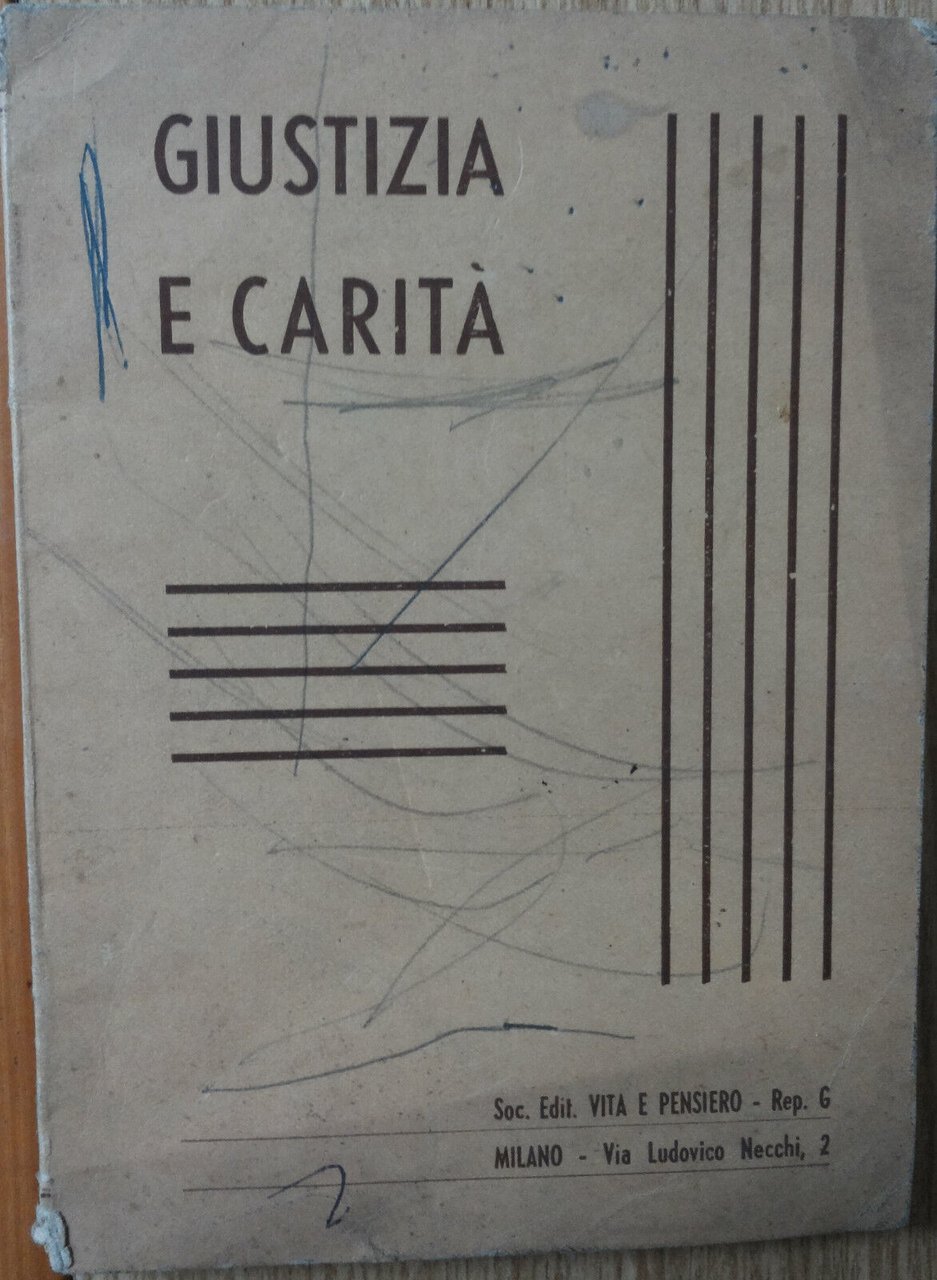 GIUSTIZIA
E CARITÀ
Soc. Edit. VITA E PENSIERO - Rep. G
MILANO - Via Ludovico Necchi, 2